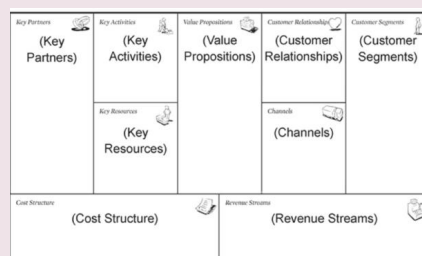 Key Partners
(Key
Partners)
Key Activities
(Key
Activities)
Key Resources
(Key
Resources)
Value Propositions
(Value
Propositions)
Customer Relationships
(Customer
Relationships)
Channels
(Channels)
Customer Segments
(Customer
Segments)
Cost Structure
(Cost Structure)
Revenue Streams
(Revenue Streams)